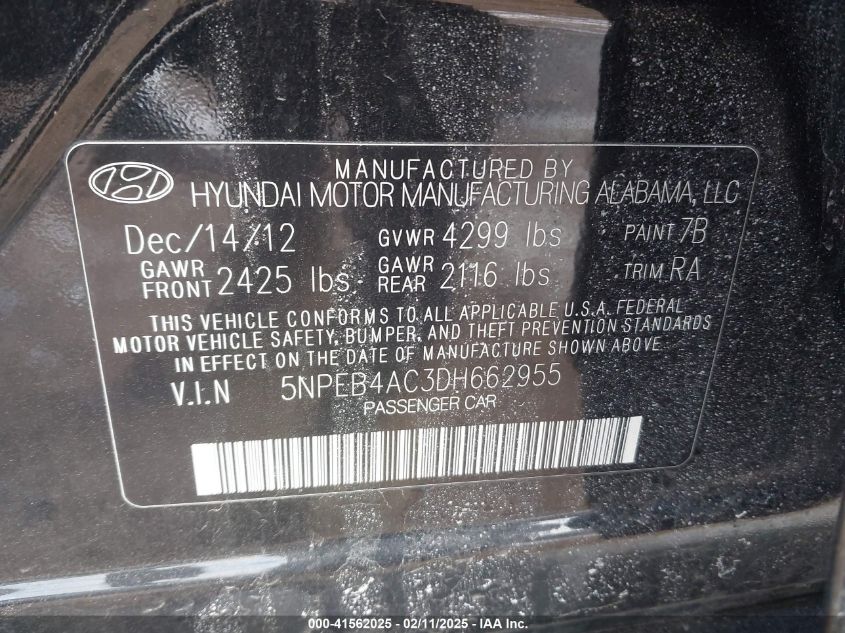 MANUFACTURED BY
HYUNDAI MOTOR MANUFACTURING ALABAMA, LLC
Dec/14/12 GVWR 4299 lbs PAINT 7B
GAWR FRONT 2425 lbs GAWR REAR 2116 lbs TRIM RA
THIS VEHICLE CONFORMS TO ALL APPLICABLE U.S.A. FEDERAL
MOTOR VEHICLE SAFETY, BUMPER, AND THEFT PREVENTION STANDARDS
IN EFFECT ON THE DATE OF MANUFACTURE SHOWN ABOVE.
V.I.N 5NPEB4AC3DH662955
PASSENGER CAR
000-41562025 - 02/11/2025 - IAA Inc.